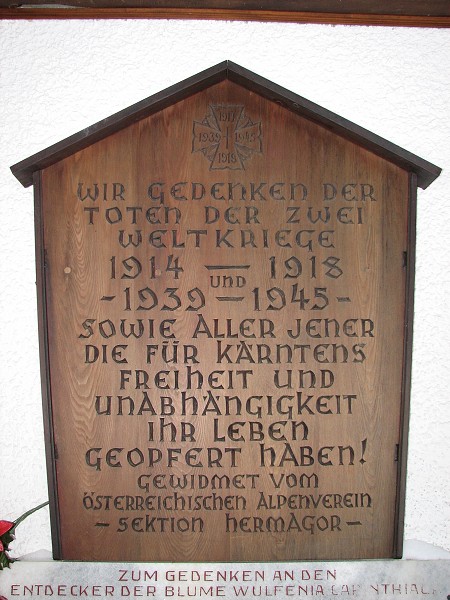 1914
1939 1945
1918
WIR GEDENKEN DER
TOTEN DER ZWEI
WELTKRIEGE
1914 — UND — 1918
- 1939 — 1945 -
SOWIE ALLER JENER
DIE FÜR KÄRNTENS
FREIHEIT UND
UNABHÄNGIGKEIT
IHR LEBEN
GEOPFERT HABEN!
GEWIDMET VOM
ÖSTERREICHISCHEN ALPENVEREIN
- SEKTION HERMAGOR -
ZUM GEDENKEN AN DEN
ENTDECKER DER BLUME WULFENIA